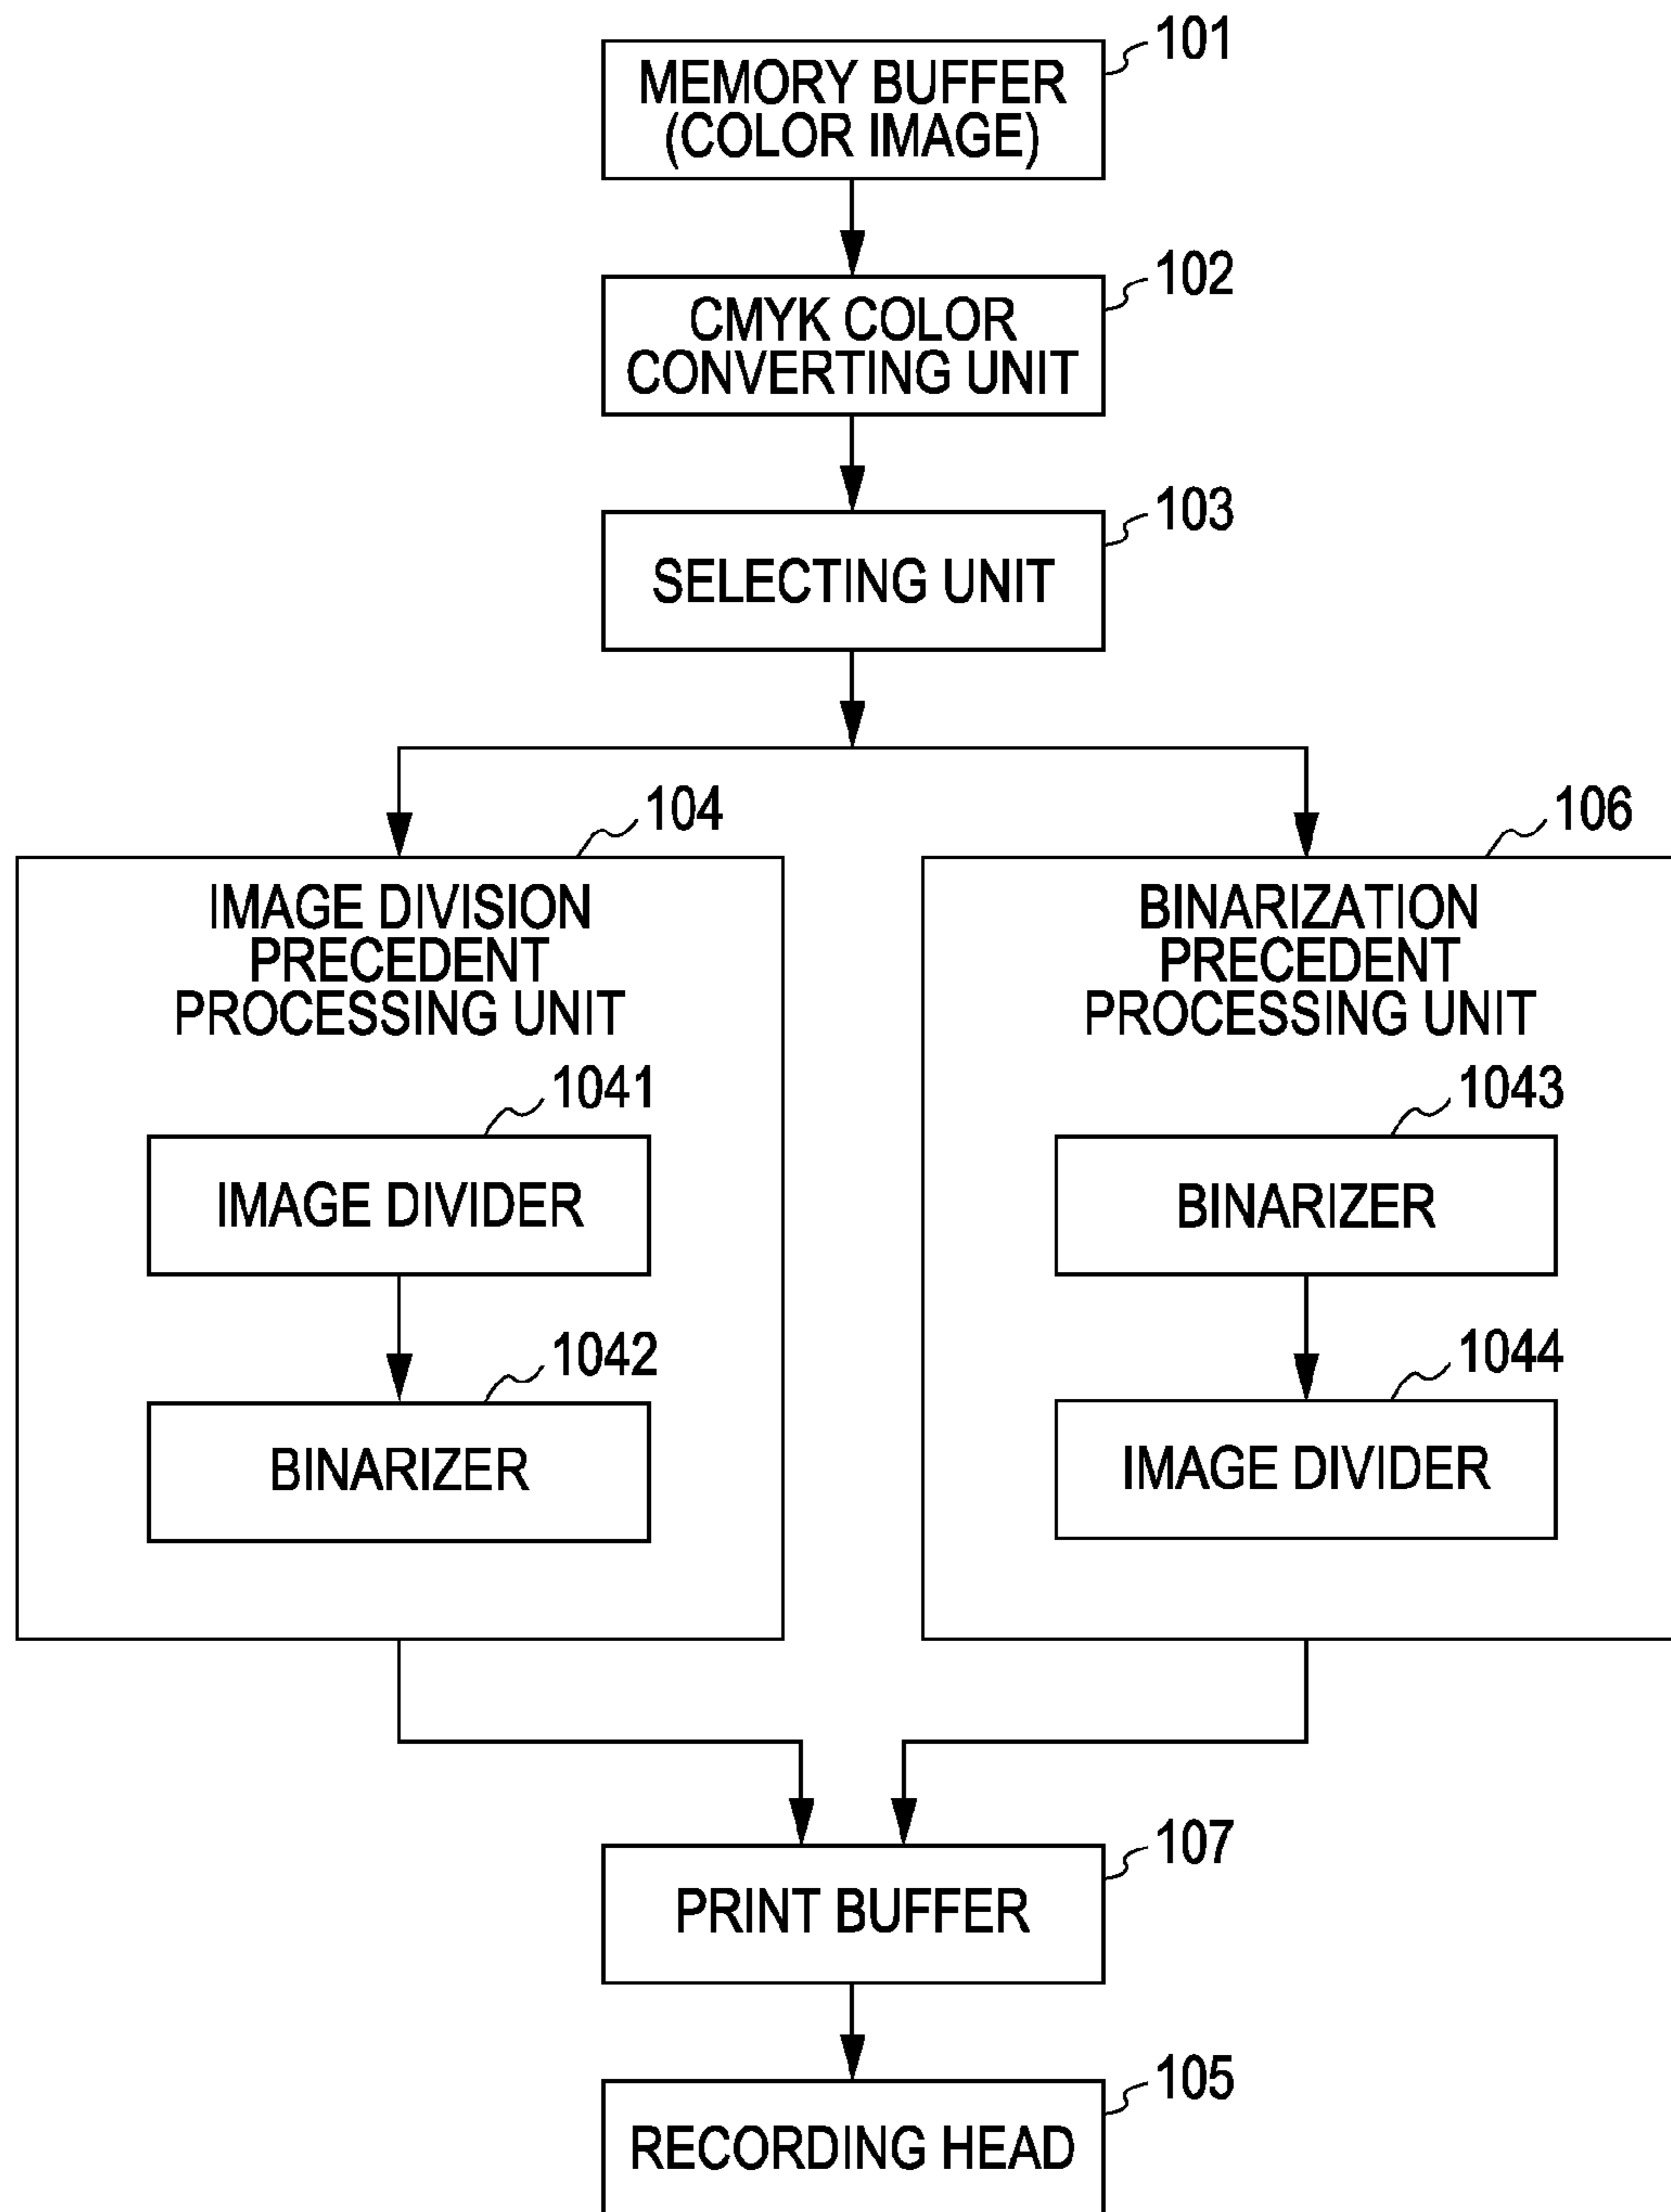 101
MEMORY BUFFER
(COLOR IMAGE)
102
CMYK COLOR
CONVERTING UNIT
103
SELECTING UNIT
104
IMAGE DIVISION
PRECEDENT
PROCESSING UNIT
1041
IMAGE DIVIDER
1042
BINARIZER
106
BINARIZATION
PRECEDENT
PROCESSING UNIT
1043
BINARIZER
1044
IMAGE DIVIDER
107
PRINT BUFFER
105
RECORDING HEAD